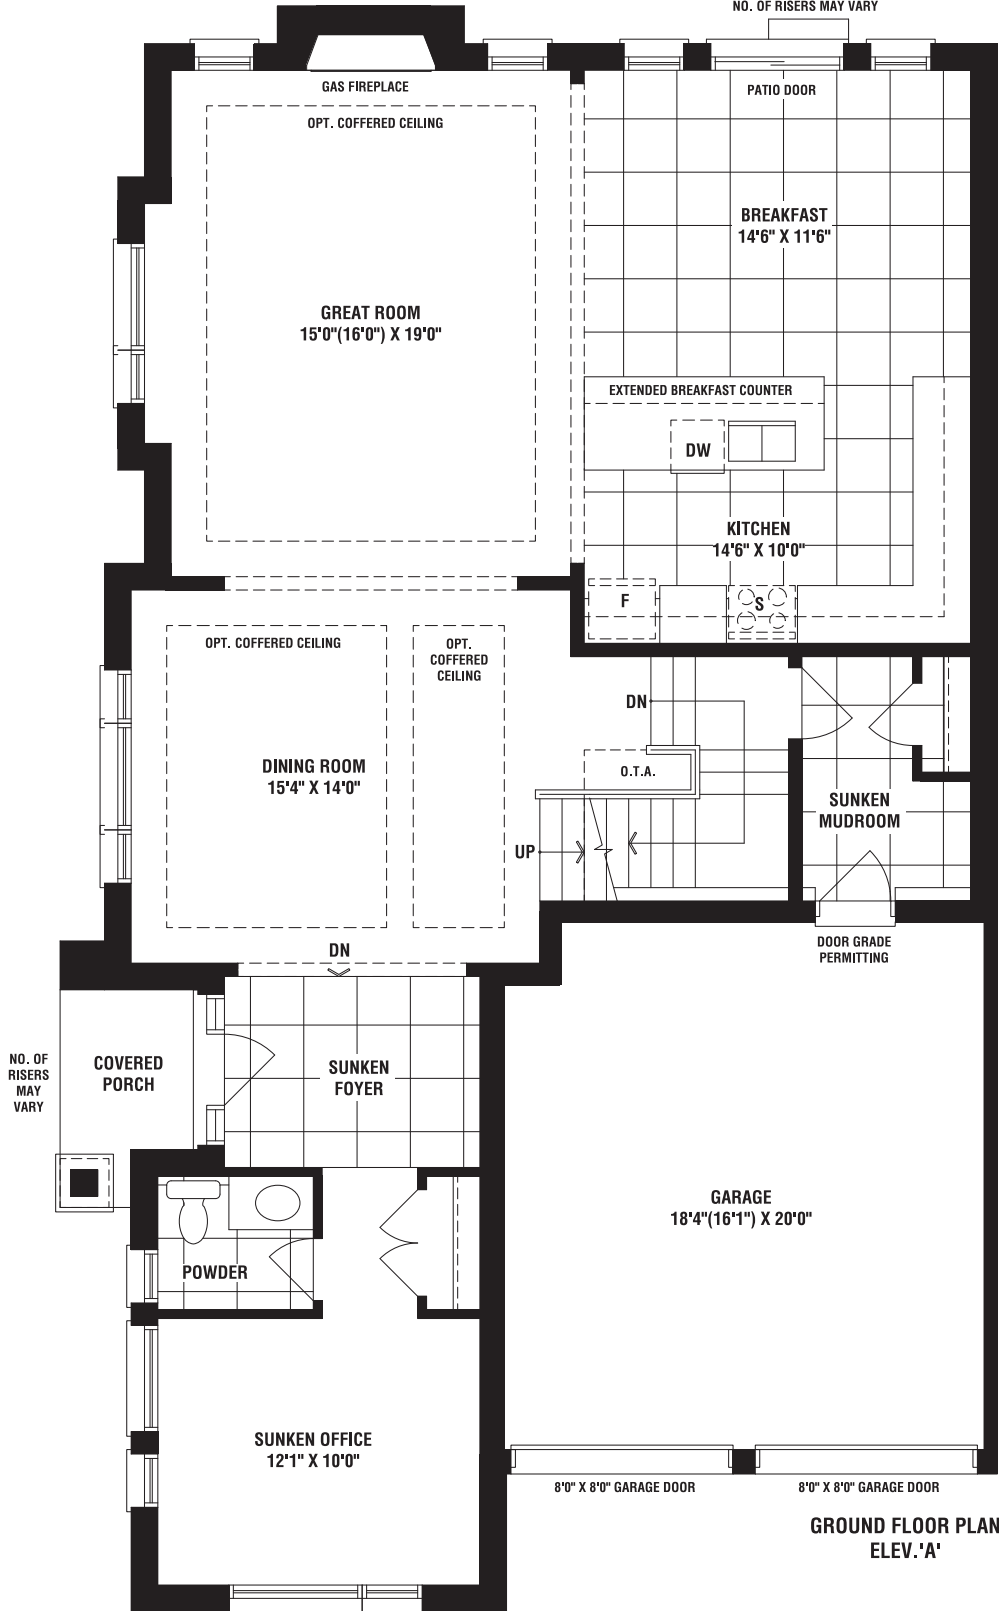 NO. OF RISERS MAY VARY
GAS FIREPLACE
PATIO DOOR
OPT. COFFERED CEILING
BREAKFAST
14'6" X 11'6"
GREAT ROOM
15'0"(16'0") X 19'0"
EXTENDED BREAKFAST COUNTER
DW
KITCHEN
14'6" X 10'0"
F
S
OPT. COFFERED CEILING
OPT.
COFFERED
CEILING
DN
DINING ROOM
15'4" X 14'0"
O.T.A.
SUNKEN
MUDROOM
UP
DN
DOOR GRADE
PERMITTING
NO. OF
RISERS
MAY
VARY
COVERED
PORCH
SUNKEN
FOYER
GARAGE
18'4"(16'1") X 20'0"
POWDER
SUNKEN OFFICE
12'1" X 10'0"
8'0" X 8'0" GARAGE DOOR
8'0" X 8'0" GARAGE DOOR
GROUND FLOOR PLAN
ELEV.'A'